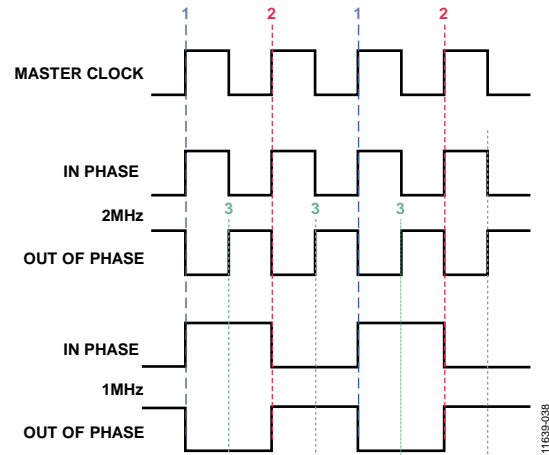 1 2 1 2
MASTER CLOCK
IN PHASE
2MHz
3 3 3
OUT OF PHASE
IN PHASE
1MHz
OUT OF PHASE
11639-038